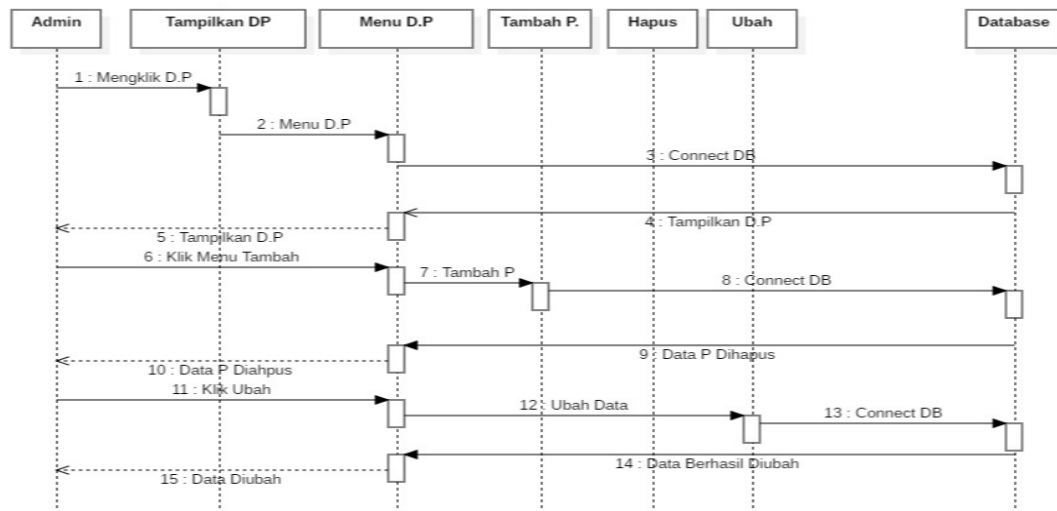 Admin
Tampilkan DP
Menu D.P
Tambah P.
Hapus
Ubah
Database
1 : Mengklik D.P
2 : Menu D.P
3 : Connect DB
4 : Tampilkan D.P
5 : Tampilkan D.P
6 : Klik Menu Tambah
7 : Tambah P
8 : Connect DB
9 : Data P Dihapus
10 : Data P Diahpus
11 : Klik Ubah
12 : Ubah Data
13 : Connect DB
14 : Data Berhasil Diubah
15 : Data Diubah